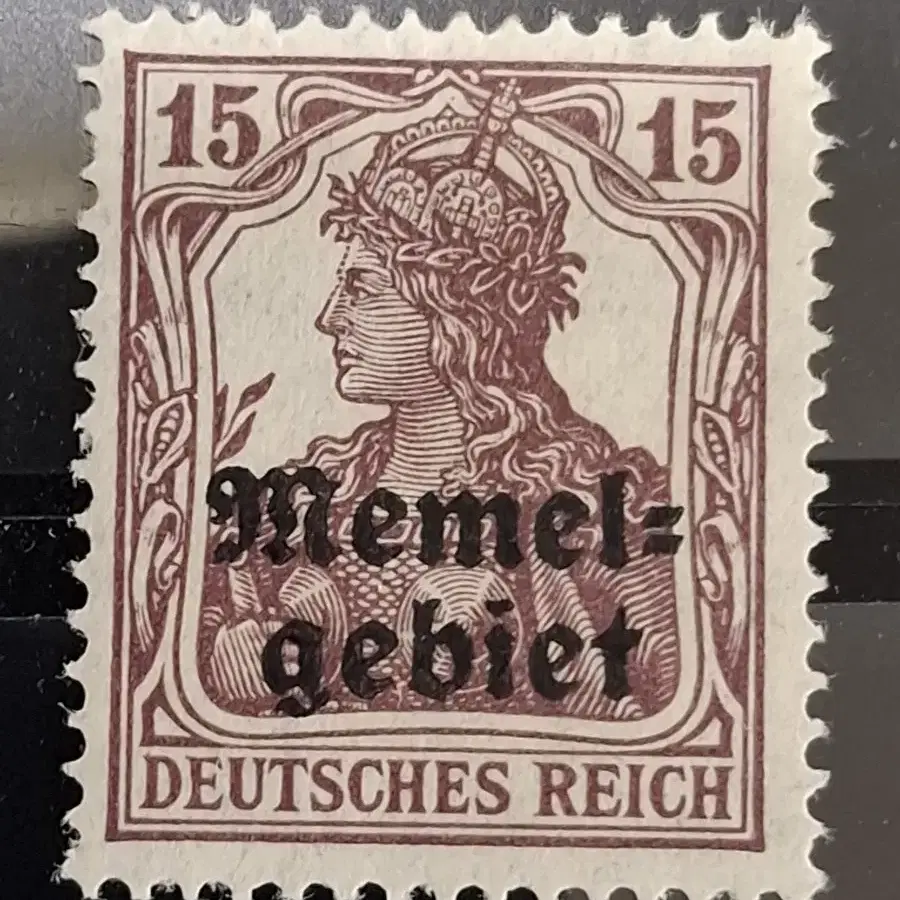 15 15
Memel=
gebiet
DEUTSCHES REICH